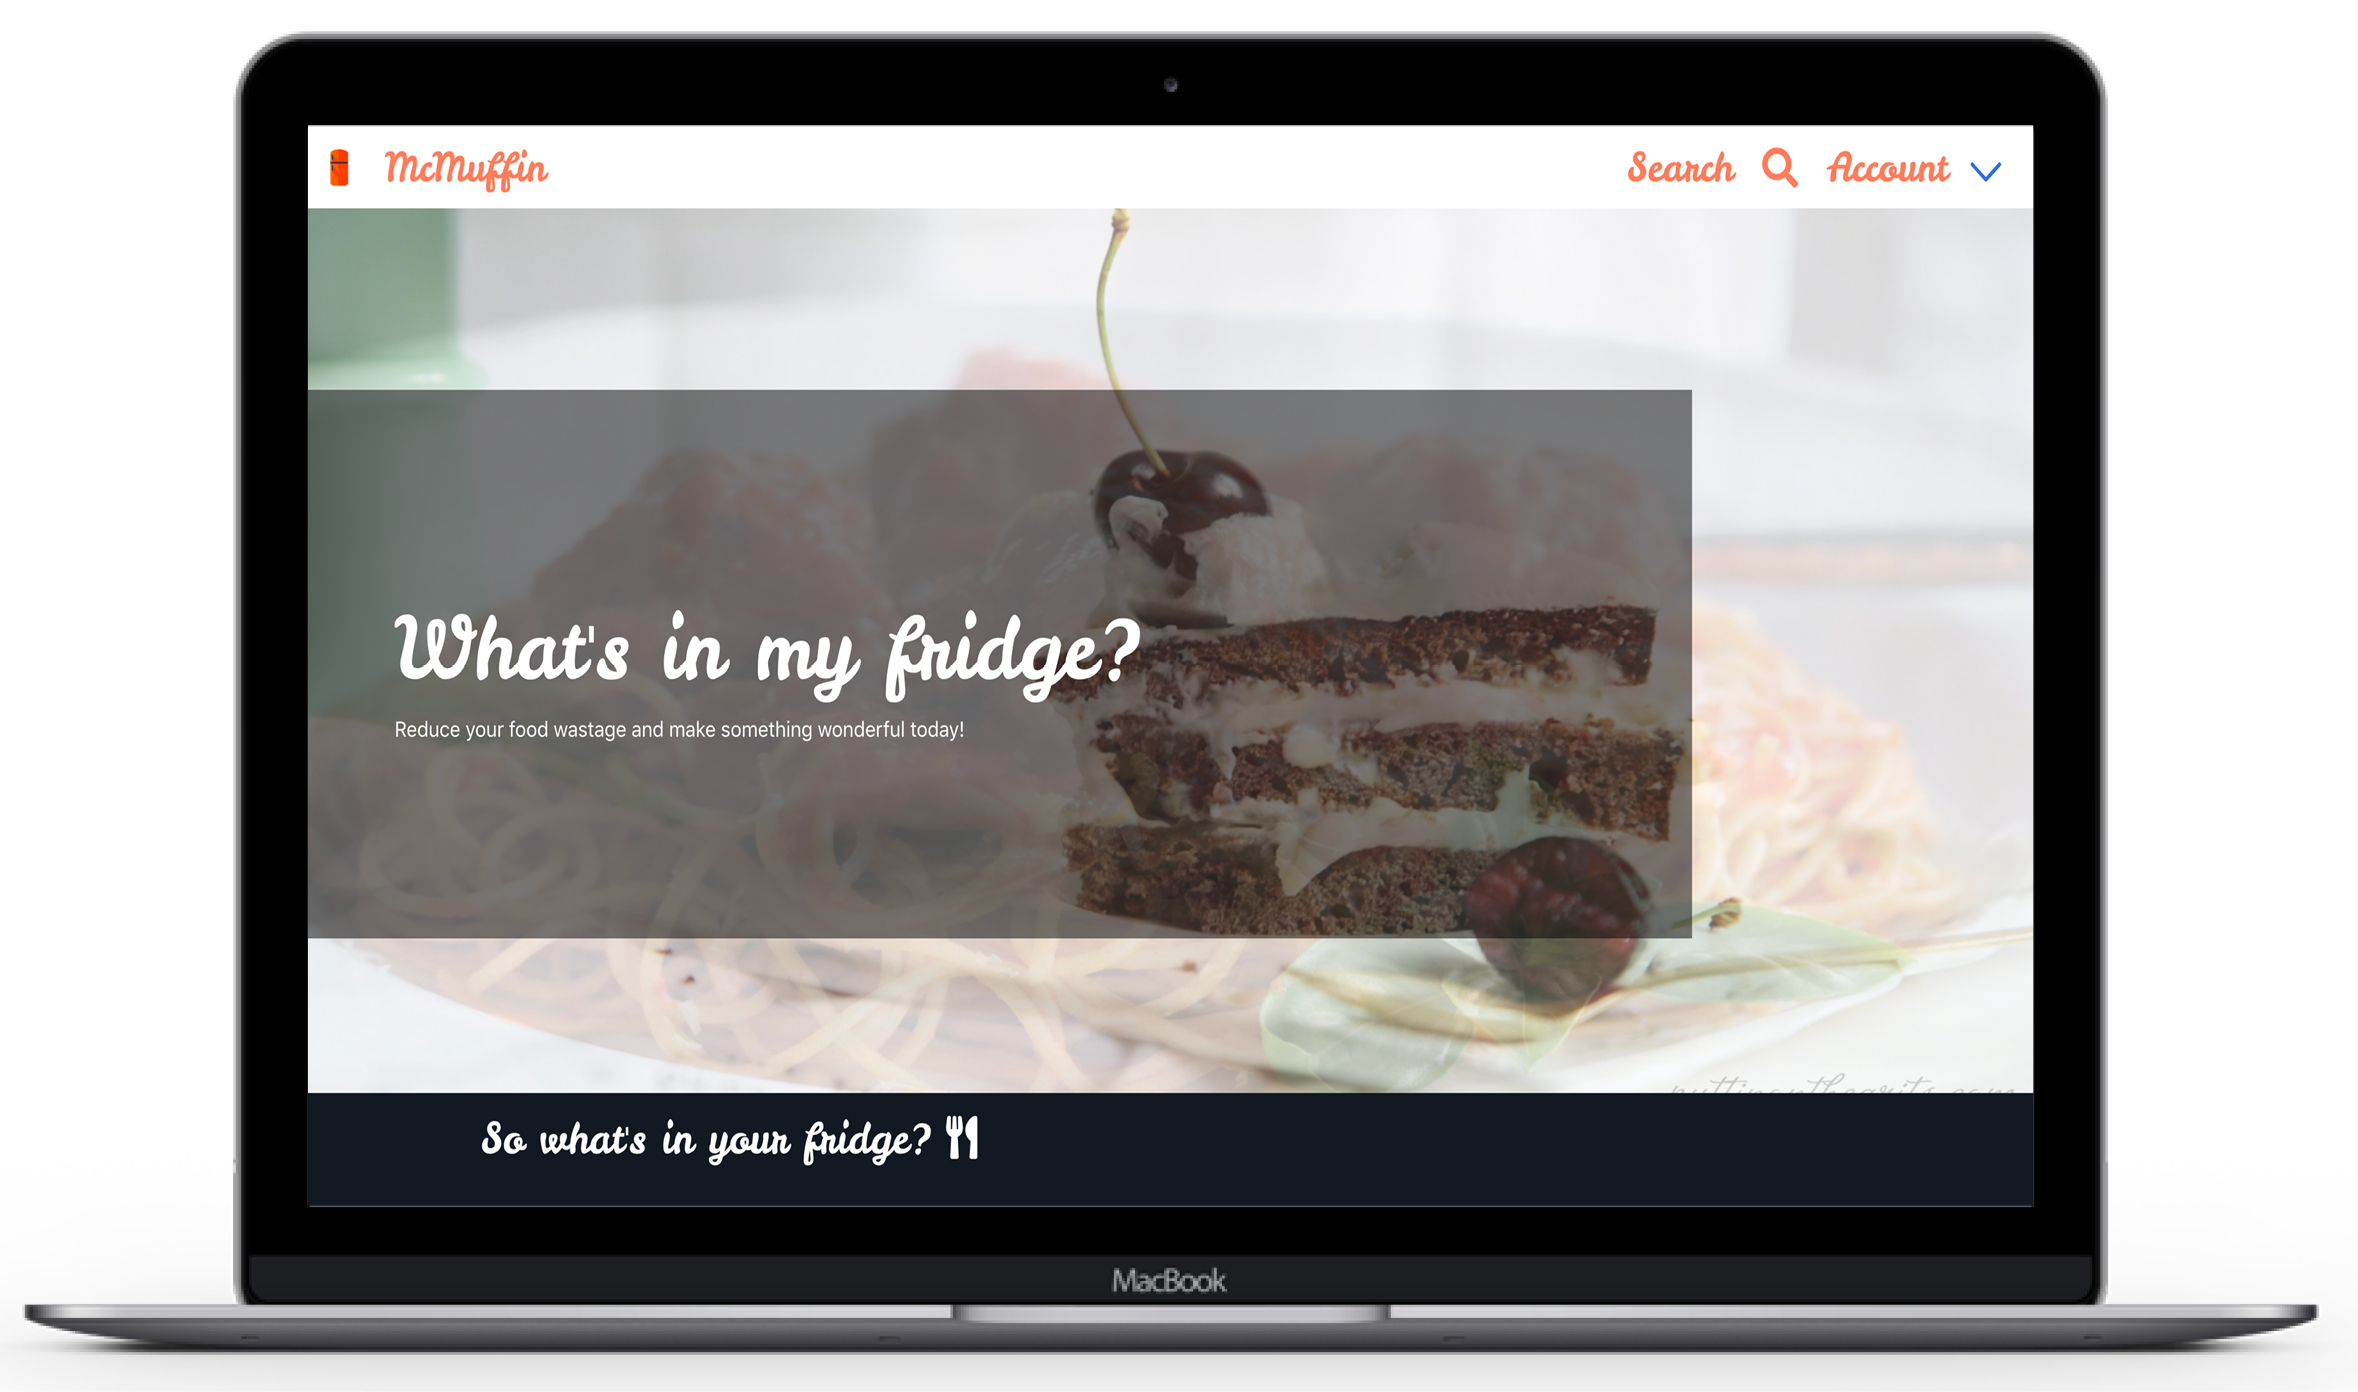 McMuffin
Search
Account
What's in my fridge?
Reduce your food wastage and make something wonderful today!
So what's in your fridge?
MacBook